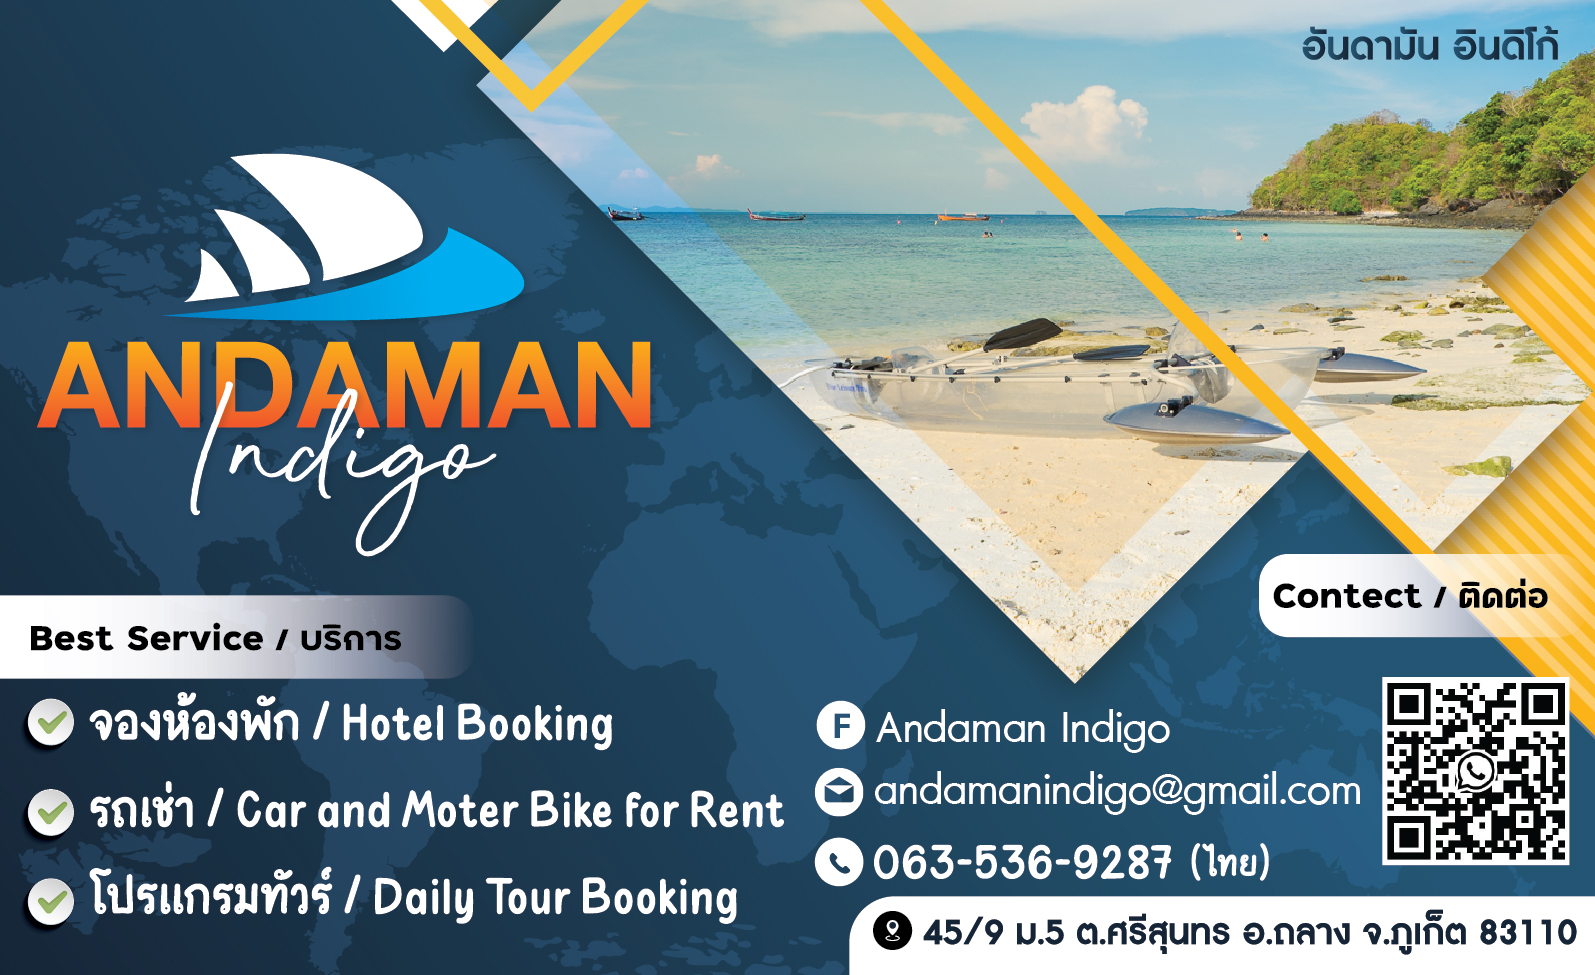 อันดามัน อินดิโก้
ANDAMAN
Indigo
Best Service / บริการ
จองห้องพัก / Hotel Booking
รถเช่า / Car and Moter Bike for Rent
โปรแกรมทัวร์ / Daily Tour Booking
Contect / ติดต่อ
F Andaman Indigo
andamanindigo@gmail.com
063-536-9287 (ไทย)
45/9 ม.5 ต.ศรีสุนทร อ.ถลาง จ.ภูเก็ต 83110